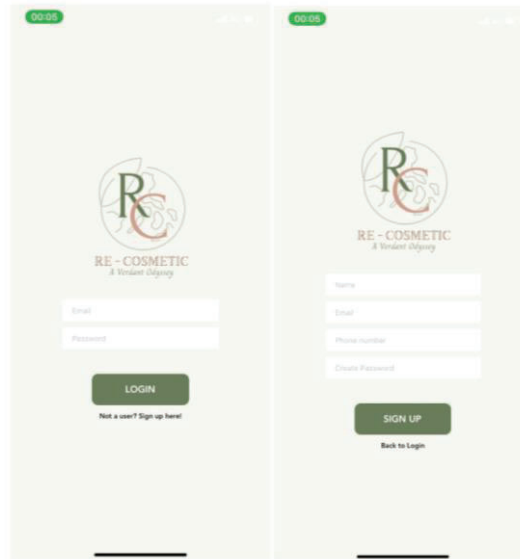 00:05
RC
RE - COSMETIC
A Verdant Odyssey
Email
Password
LOGIN
Not a user? Sign up here!
00:05
RC
RE - COSMETIC
A Verdant Odyssey
Name
Email
Phone number
Create Password
SIGN UP
Back to Login